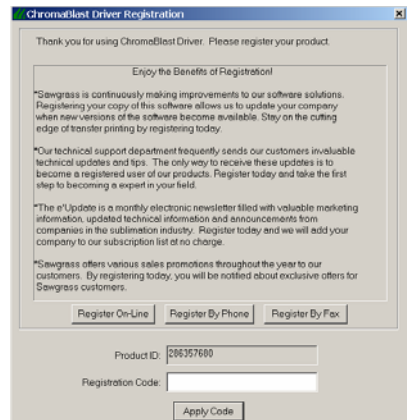 ChromaBlast Driver Registration
Thank you for using ChromaBlast Driver. Please register your product.
Enjoy the Benefits of Registration!
*Sawgrass is continuously making improvements to our software solutions.
Registering your copy of this software allows us to update your company
when new versions of the software become available. Stay on the cutting
edge of transfer printing by registering today.
*Our technical support department frequently sends our customers invaluable
technical updates and tips. The only way to receive these updates is to
become a registered user of our products. Register today and take the first
step to becoming a expert in your field.
*The e'Update is a monthly electronic newsletter filled with valuable marketing
information, updated technical information and announcements from
companies in the sublimation industry. Register today and we will add your
company to our subscription list at no charge.
*Sawgrass offers various sales promotions throughout the year to our
customers. By registering today, you will be notified about exclusive offers for
Sawgrass customers.
Register On-Line Register By Phone Register By Fax
Product ID: 286357680
Registration Code:
Apply Code